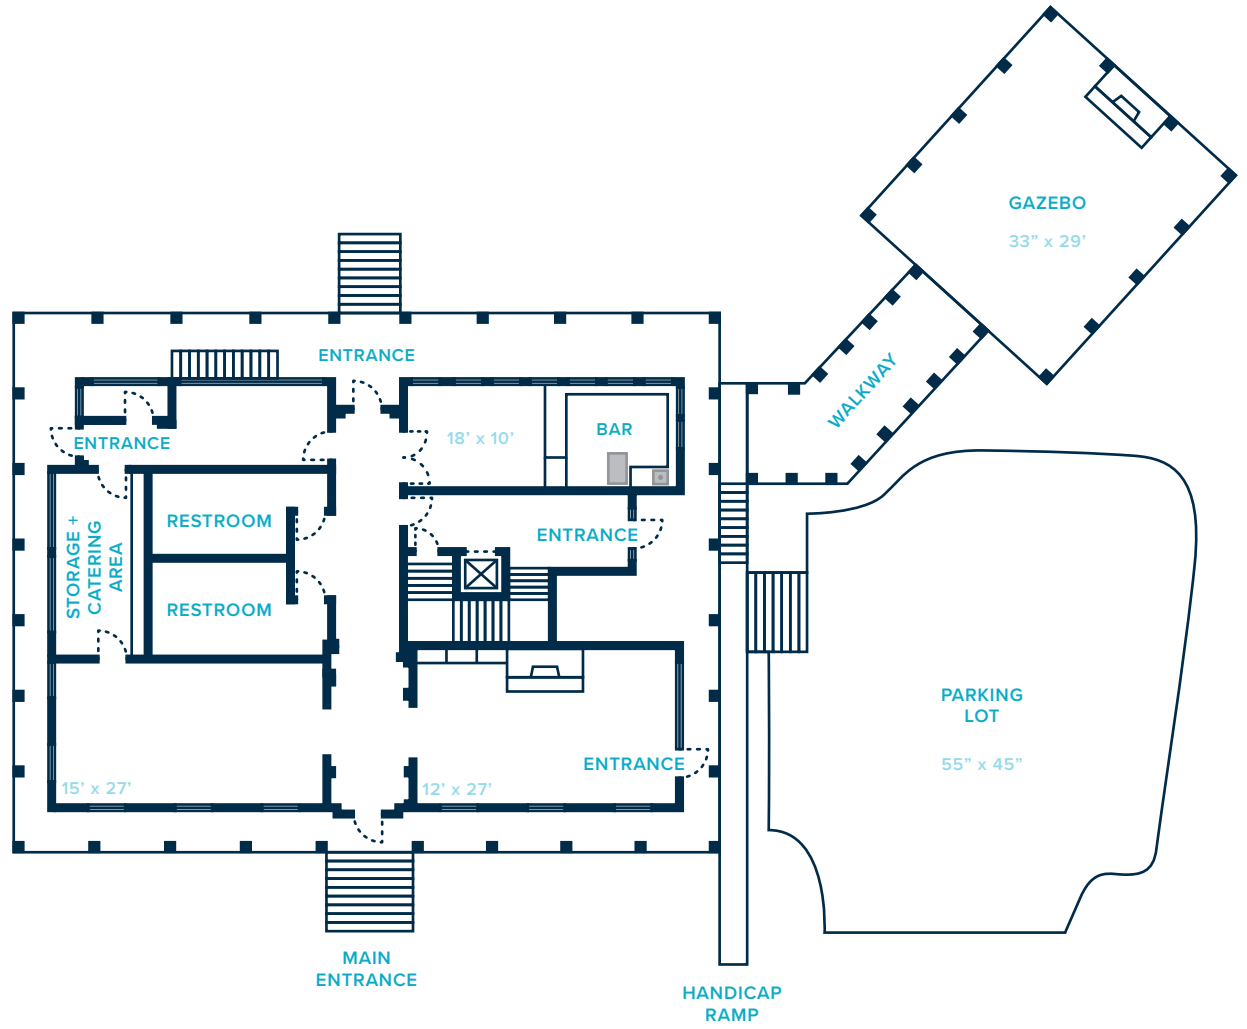 GAZEBO
33” x 29’
ENTRANCE
WALKWAY
18’ x 10’
BAR
ENTRANCE
STORAGE +
CATERING
AREA
RESTROOM
ENTRANCE
RESTROOM
PARKING
LOT
55” x 45”
ENTRANCE
15’ x 27’
12’ x 27’
MAIN
ENTRANCE
HANDICAP
RAMP